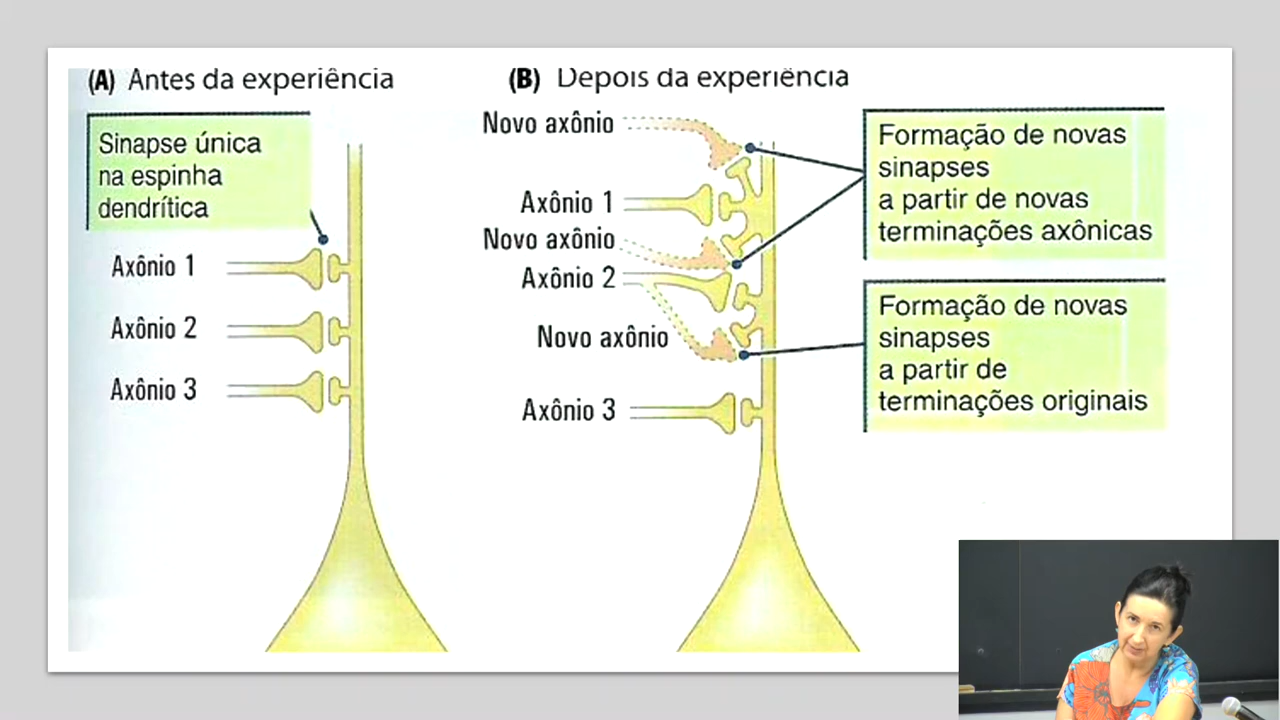 (A) Antes da experiência
Sinapse única
na espinha
dendrítica
Axônio 1
Axônio 2
Axônio 3
(B) Depois da experiência
Novo axônio
Axônio 1
Novo axônio
Axônio 2
Novo axônio
Axônio 3
Formação de novas
sinapses
a partir de novas
terminações axônicas
Formação de novas
sinapses
a partir de
terminações originais